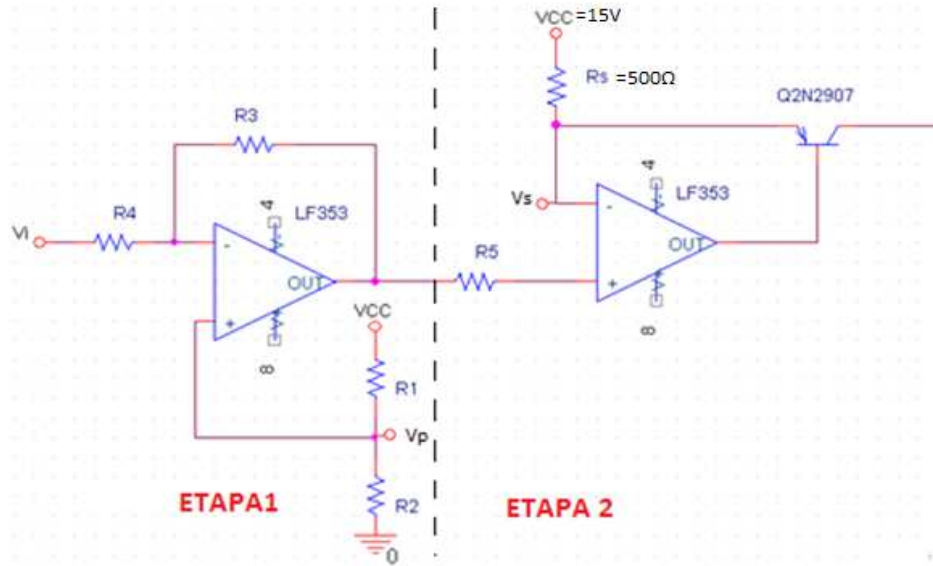 VCC =15V
Rs =500Ω
Q2N2907
R3
4
LF353
Vs
-
OUT
+
8
VI
R4
-
4
LF353
OUT
+
8
R5
VCC
R1
Vp
R2
0
ETAPA1
ETAPA 2